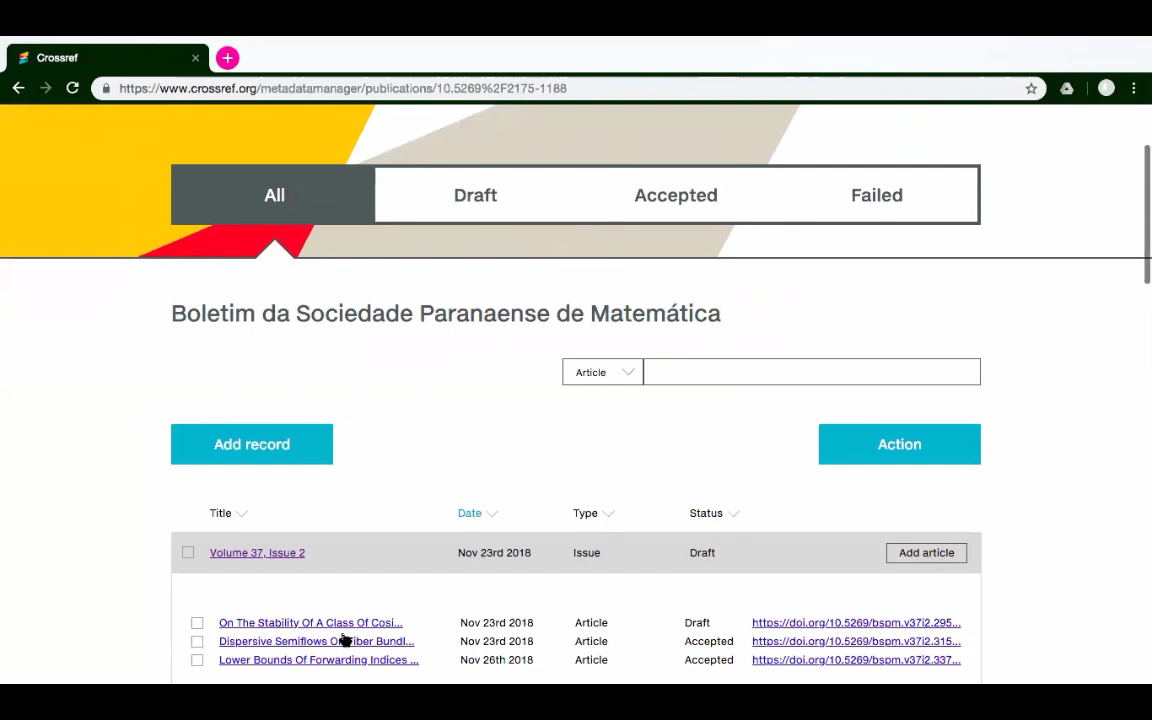 Crossref
https://www.crossref.org/metadatamanager/publications/10.5269%2F2175-1188
All Draft Accepted Failed
Boletim da Sociedade Paranaense de Matemática
Article
Add record Action
Title Date Type Status
Volume 37, Issue 2 Nov 23rd 2018 Issue Draft Add article
On The Stability Of A Class Of Cosi... Nov 23rd 2018 Article Draft https://doi.org/10.5269/bspm.v37i2.295...
Dispersive Semiflows Fiber Bundl... Nov 23rd 2018 Article Accepted https://doi.org/10.5269/bspm.v37i2.315...
Lower Bounds Of Forwarding Indices ... Nov 26th 2018 Article Accepted https://doi.org/10.5269/bspm.v37i2.337...